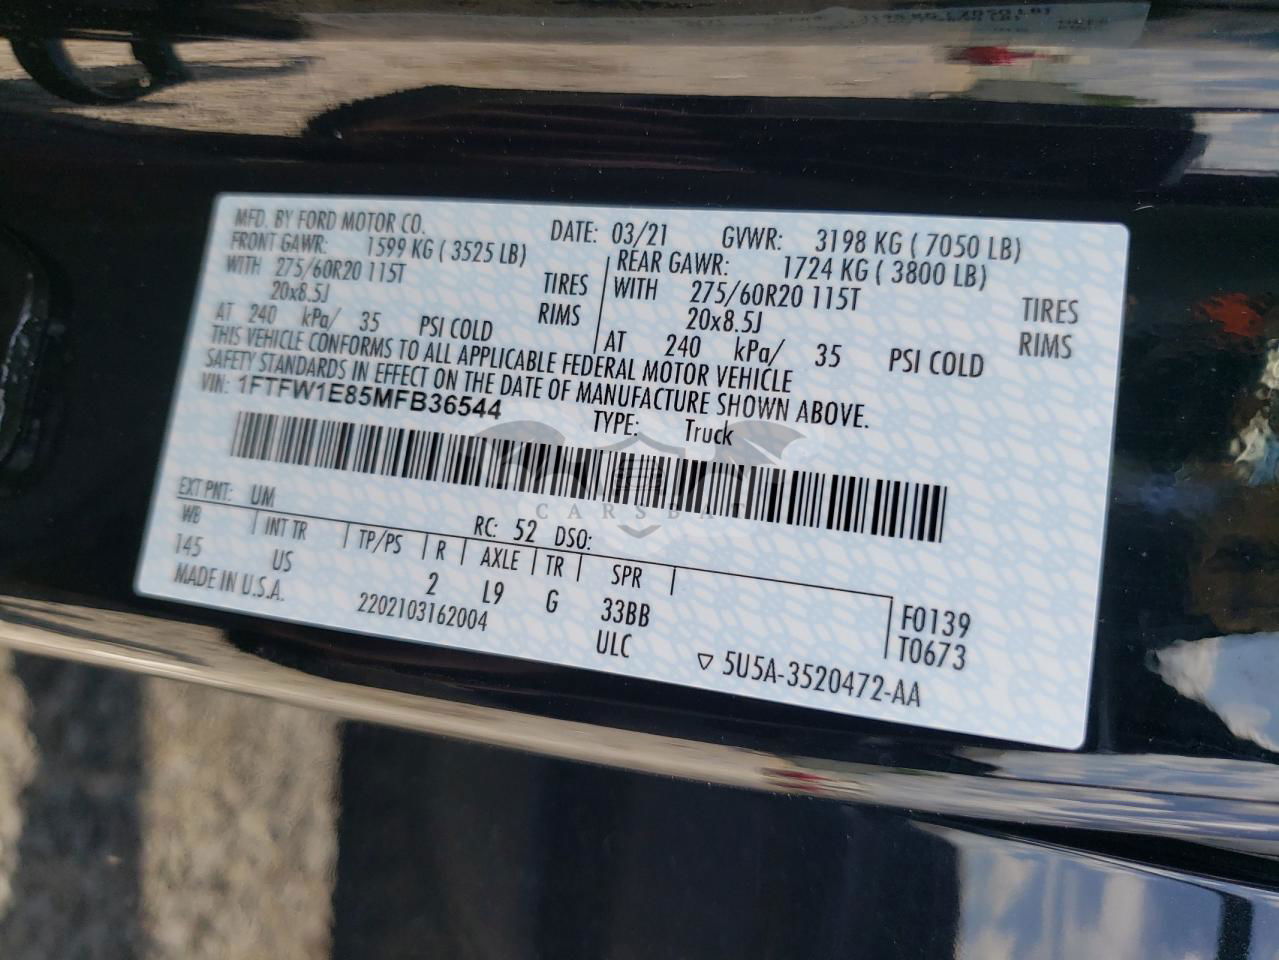 MFD. BY FORD MOTOR CO. DATE: 03/21 GVWR: 3198 KG ( 7050 LB)
FRONT GAWR: 1599 KG ( 3525 LB) REAR GAWR: 1724 KG ( 3800 LB)
WITH 275/60R20 115T TIRES WITH 275/60R20 115T TIRES
20x8.5J RIMS 20x8.5J RIMS
AT 240 kPa/ 35 PSI COLD AT 240 kPa/ 35 PSI COLD
THIS VEHICLE CONFORMS TO ALL APPLICABLE FEDERAL MOTOR VEHICLE
SAFETY STANDARDS IN EFFECT ON THE DATE OF MANUFACTURE SHOWN ABOVE.
VIN: 1FTFW1E85MFB36544 TYPE: Truck
CARSBAT
EXT PNT: UM RC: 52 DSO:
WB INT TR TP/PS R AXLE TR SPR
145 US 2 L9 G 33BB F0139
MADE IN U.S.A. 2202103162004 ULC T0673
▽ 5U5A-3520472-AA